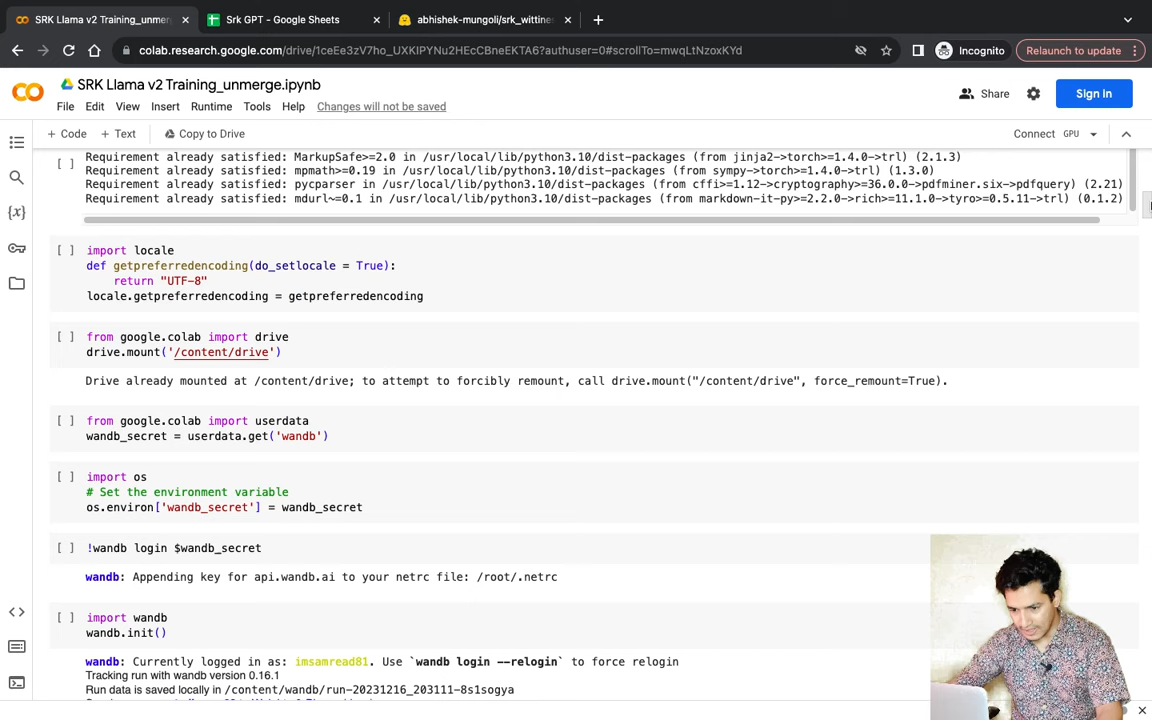 SRK Llama v2 Training_unmerge
Srk GPT - Google Sheets
abhishek-mungoli/srk_wittines
colab.research.google.com/drive/1ceEe3zV7ho_UXKIPYNu2HEcCBneEKTA6?authuser=0#scrollTo=mwqLtNzoxKYd
Incognito
Relaunch to update
CO
SRK Llama v2 Training_unmerge.ipynb
File Edit View Insert Runtime Tools Help Changes will not be saved
Share
Sign in
+ Code + Text Copy to Drive
Connect GPU
[ ] Requirement already satisfied: MarkupSafe>=2.0 in /usr/local/lib/python3.10/dist-packages (from jinja2->torch>=1.4.0->trl) (2.1.3)
Requirement already satisfied: mpmath>=0.19 in /usr/local/lib/python3.10/dist-packages (from sympy->torch>=1.4.0->trl) (1.3.0)
Requirement already satisfied: pycparser in /usr/local/lib/python3.10/dist-packages (from cffi>=1.12->cryptography>=36.0.0->pdfminer.six->pdfquery) (2.21)
Requirement already satisfied: mdurl~=0.1 in /usr/local/lib/python3.10/dist-packages (from markdown-it-py>=2.2.0->rich>=11.1.0->tyro>=0.5.11->trl) (0.1.2)
[ ] import locale
def getpreferredencoding(do_setlocale = True):
return "UTF-8"
locale.getpreferredencoding = getpreferredencoding
[ ] from google.colab import drive
drive.mount('/content/drive')
Drive already mounted at /content/drive; to attempt to forcibly remount, call drive.mount("/content/drive", force_remount=True).
[ ] from google.colab import userdata
wandb_secret = userdata.get('wandb')
[ ] import os
# Set the environment variable
os.environ['wandb_secret'] = wandb_secret
[ ] !wandb login $wandb_secret
wandb: Appending key for api.wandb.ai to your netrc file: /root/.netrc
[ ] import wandb
wandb.init()
wandb: Currently logged in as: imsamread81. Use `wandb login --relogin` to force relogin
Tracking run with wandb version 0.16.1
Run data is saved locally in /content/wandb/run-20231216_203111-8s1sogya